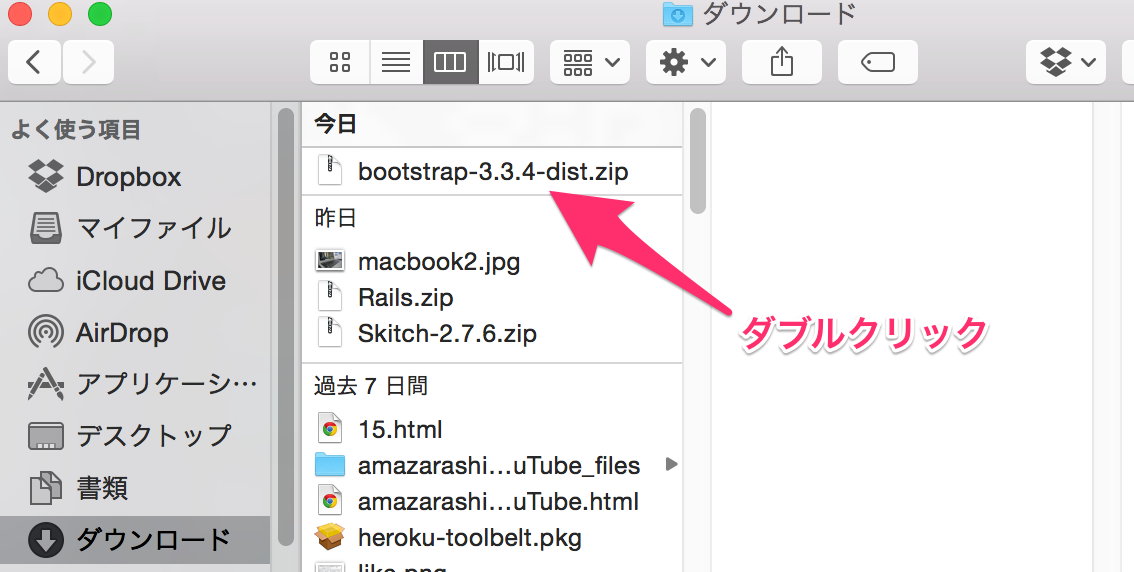 ダウンロード
よく使う項目
Dropbox
マイファイル
iCloud Drive
AirDrop
アプリケーシ…
デスクトップ
書類
ダウンロード
今日
bootstrap-3.3.4-dist.zip
昨日
macbook2.jpg
Rails.zip
Skitch-2.7.6.zip
過去 7 日間
15.html
amazarashi...uTube_files
amazarashi...uTube.html
heroku-toolbelt.pkg
like.png
ダブルクリック